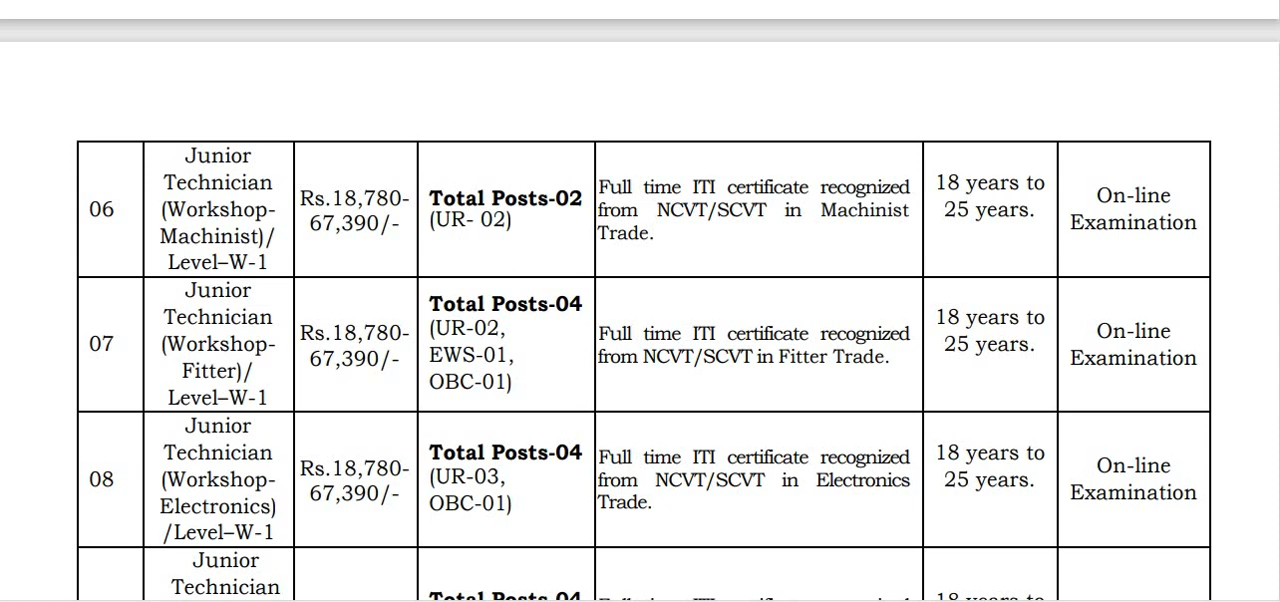 06
Junior
Technician
(Workshop-
Machinist)/
Level–W-1
Rs.18,780-
67,390/-
Total Posts-02
(UR- 02)
Full time ITI certificate recognized
from NCVT/SCVT in Machinist
Trade.
18 years to
25 years.
On-line
Examination
07
Junior
Technician
(Workshop-
Fitter)/
Level–W-1
Rs.18,780-
67,390/-
Total Posts-04
(UR-02,
EWS-01,
OBC-01)
Full time ITI certificate recognized
from NCVT/SCVT in Fitter Trade.
18 years to
25 years.
On-line
Examination
08
Junior
Technician
(Workshop-
Electronics)
/Level–W-1
Rs.18,780-
67,390/-
Total Posts-04
(UR-03,
OBC-01)
Full time ITI certificate recognized
from NCVT/SCVT in Electronics
Trade.
18 years to
25 years.
On-line
Examination
Junior
Technician
Total Posts-04
18 years to